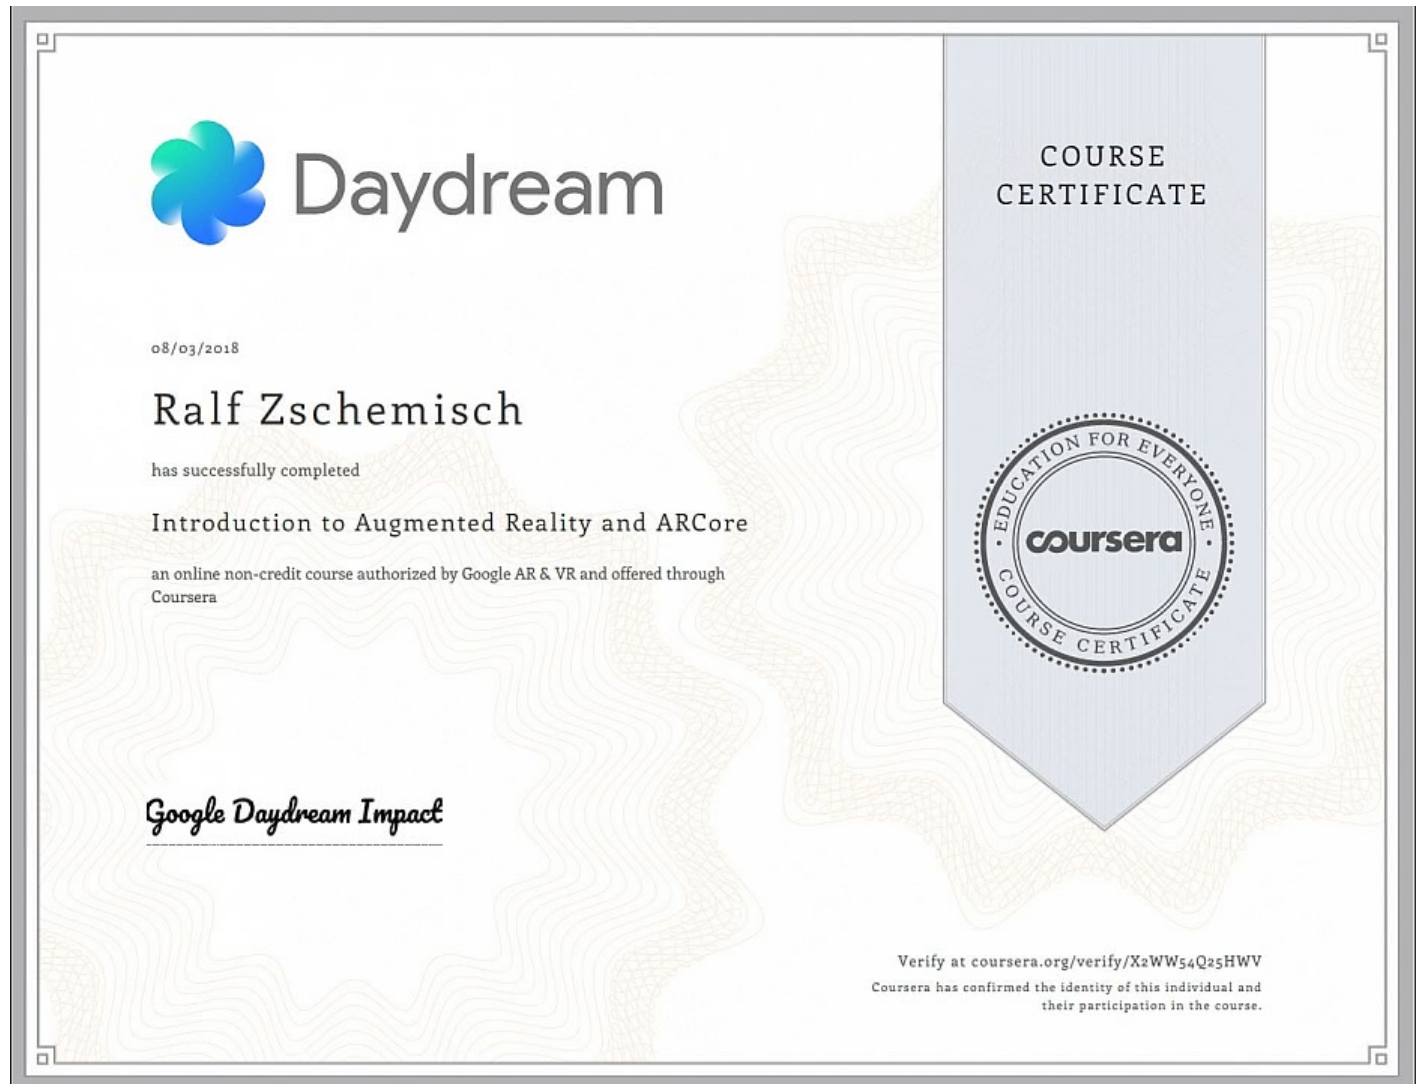 Daydream
COURSE
CERTIFICATE
08/03/2018
Ralf Zschemisch
has successfully completed
Introduction to Augmented Reality and ARCore
an online non-credit course authorized by Google AR & VR and offered through
Coursera
EDUCATION FOR EVERYONE
coursera
COURSE CERTIFICATE
Google Daydream Impact
Verify at coursera.org/verify/X2WW54Q25HWV
Coursera has confirmed the identity of this individual and
their participation in the course.